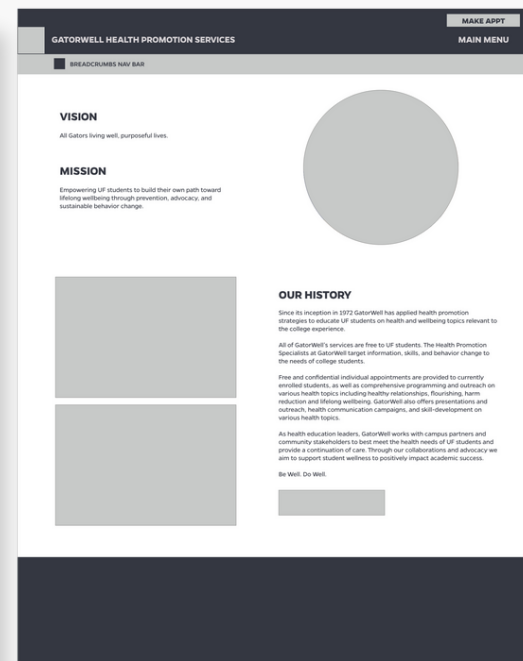 MAKE APPT
GATORWELL HEALTH PROMOTION SERVICES
MAIN MENU
BREADCRUMBS NAV BAR
VISION
All Gators living well, purposeful lives.
MISSION
Empowering UF students to build their own path toward
lifelong wellbeing through prevention, advocacy, and
sustainable behavior change.
OUR HISTORY
Since its inception in 1972 GatorWell has applied health promotion
strategies to educate UF students on health and wellbeing topics relevant to
the college experience.
All of GatorWell's services are free to UF students. The Health Promotion
Specialists at GatorWell target information, skills, and behavior change to
the needs of college students.
Free and confidential individual appointments are provided to currently
enrolled students, as well as comprehensive programming and outreach on
various health topics including healthy relationships, flourishing, harm
reduction and lifelong wellbeing. GatorWell also offers presentations and
outreach, health communication campaigns, and skill-development on
various health topics.
As health education leaders, GatorWell works with campus partners and
community stakeholders to best meet the health needs of UF students and
provide a continuation of care. Through our collaborations and advocacy we
aim to support student wellness to positively impact academic success.
Be Well. Do Well.